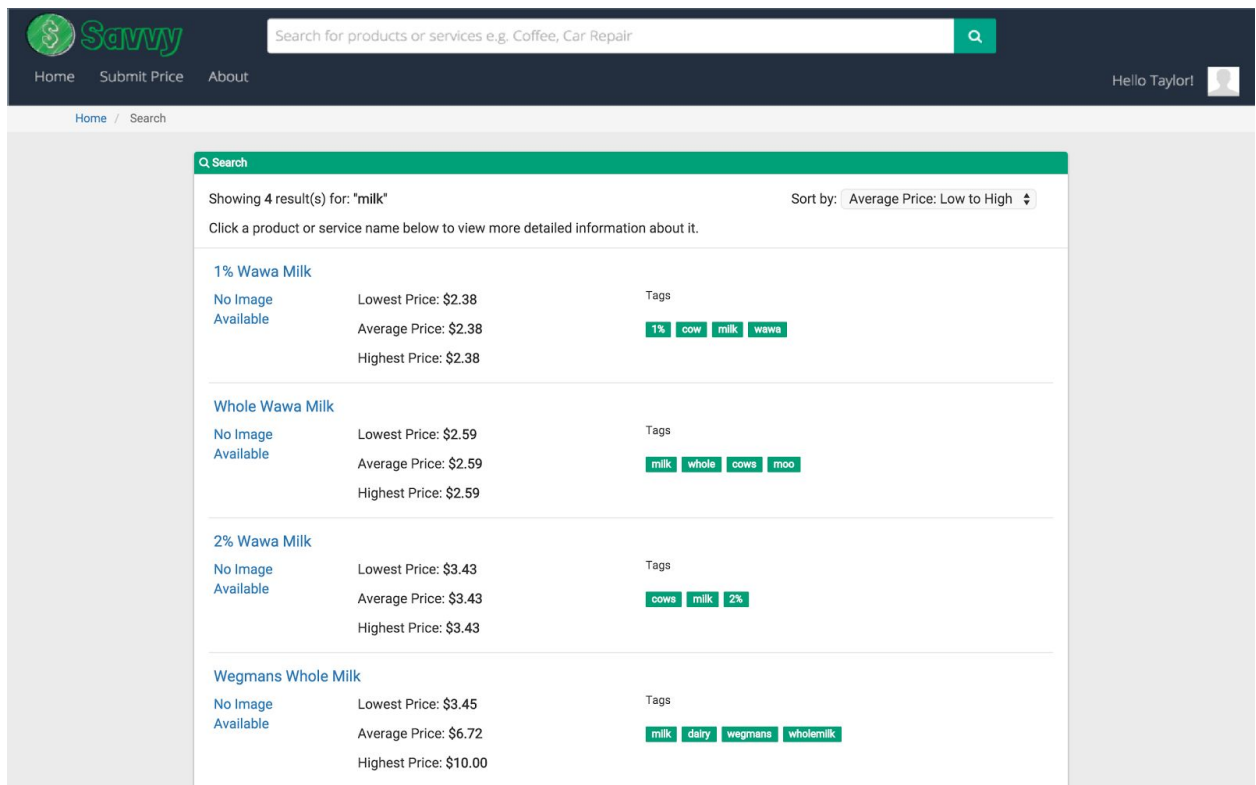 $ Savvy
Search for products or services e.g. Coffee, Car Repair
Home Submit Price About
Hello Taylor!
Home / Search
Search
Showing 4 result(s) for: "milk"
Sort by: Average Price: Low to High
Click a product or service name below to view more detailed information about it.
1% Wawa Milk
No Image
Available
Lowest Price: $2.38
Average Price: $2.38
Highest Price: $2.38
Tags
1% cow milk wawa
Whole Wawa Milk
No Image
Available
Lowest Price: $2.59
Average Price: $2.59
Highest Price: $2.59
Tags
milk whole cows moo
2% Wawa Milk
No Image
Available
Lowest Price: $3.43
Average Price: $3.43
Highest Price: $3.43
Tags
cows milk 2%
Wegmans Whole Milk
No Image
Available
Lowest Price: $3.45
Average Price: $6.72
Highest Price: $10.00
Tags
milk dairy wegmans wholemilk